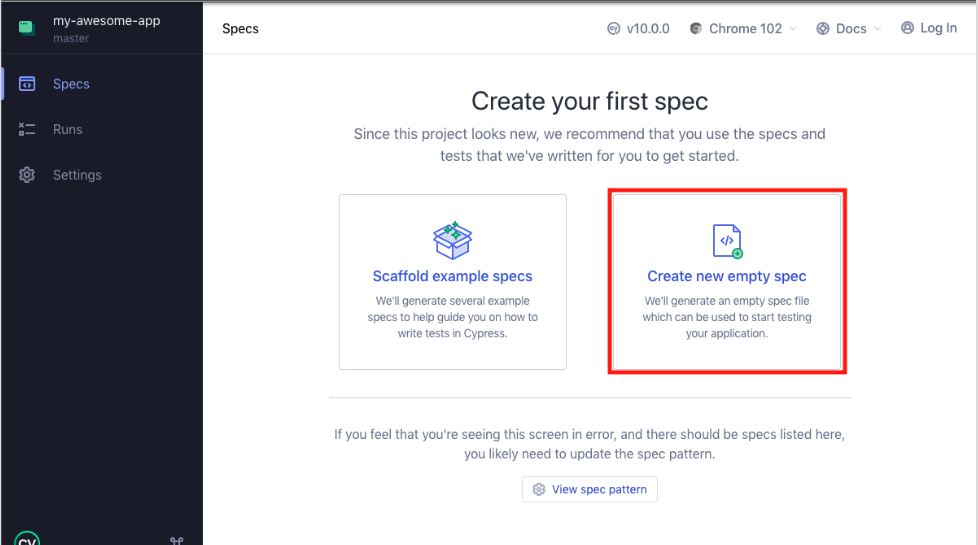 my-awesome-app
master
Specs
Runs
Settings
Specs
v10.0.0
Chrome 102
Docs
Log In
Create your first spec
Since this project looks new, we recommend that you use the specs and
tests that we've written for you to get started.
Scaffold example specs
We'll generate several example
specs to help guide you on how to
write tests in Cypress.
Create new empty spec
We'll generate an empty spec file
which can be used to start testing
your application.
If you feel that you're seeing this screen in error, and there should be specs listed here,
you likely need to update the spec pattern.
View spec pattern